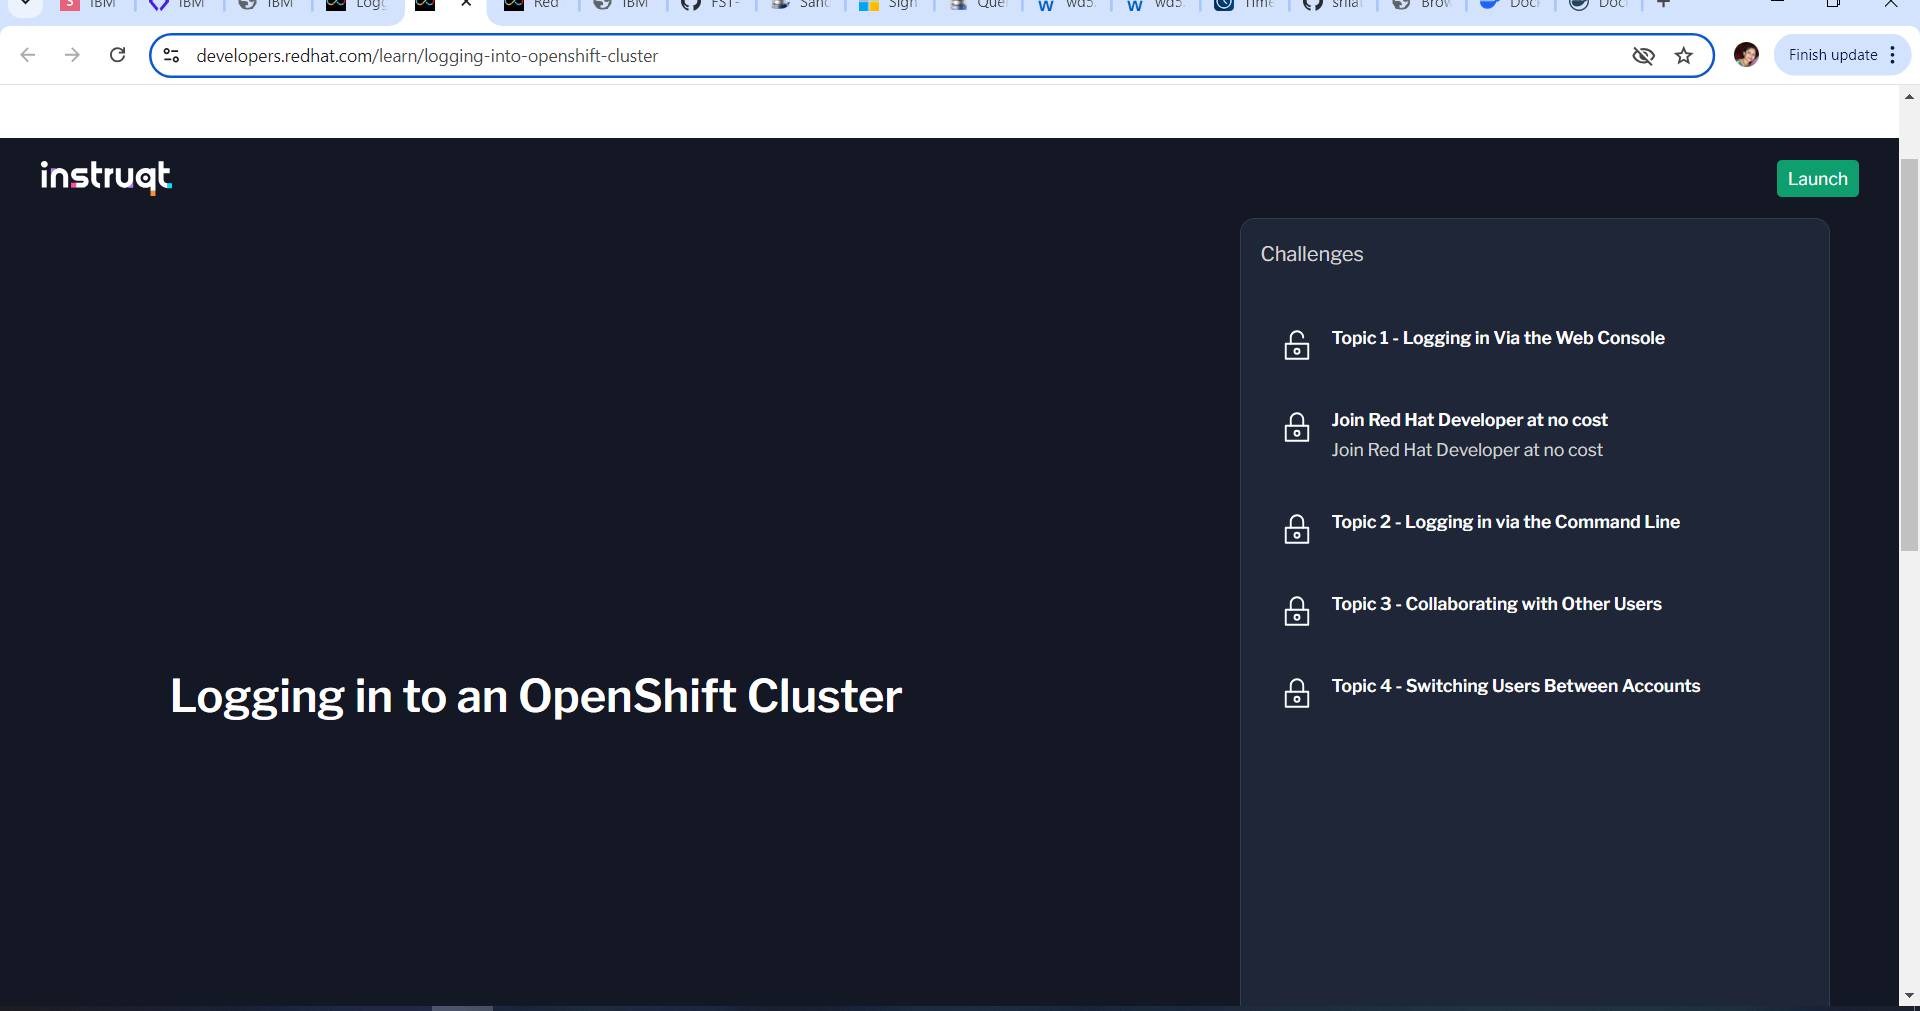 IBM
IBM
IBM
Logg
Red
IBM
FST-
Sand
Sign
Que
wd5.
wd5.
Time
shiat
Brow
Dock
Doc
developers.redhat.com/learn/logging-into-openshift-cluster
Finish update
instruqt
Launch
Challenges
Topic 1 - Logging in Via the Web Console
Join Red Hat Developer at no cost
Join Red Hat Developer at no cost
Topic 2 - Logging in via the Command Line
Topic 3 - Collaborating with Other Users
Topic 4 - Switching Users Between Accounts
Logging in to an OpenShift Cluster